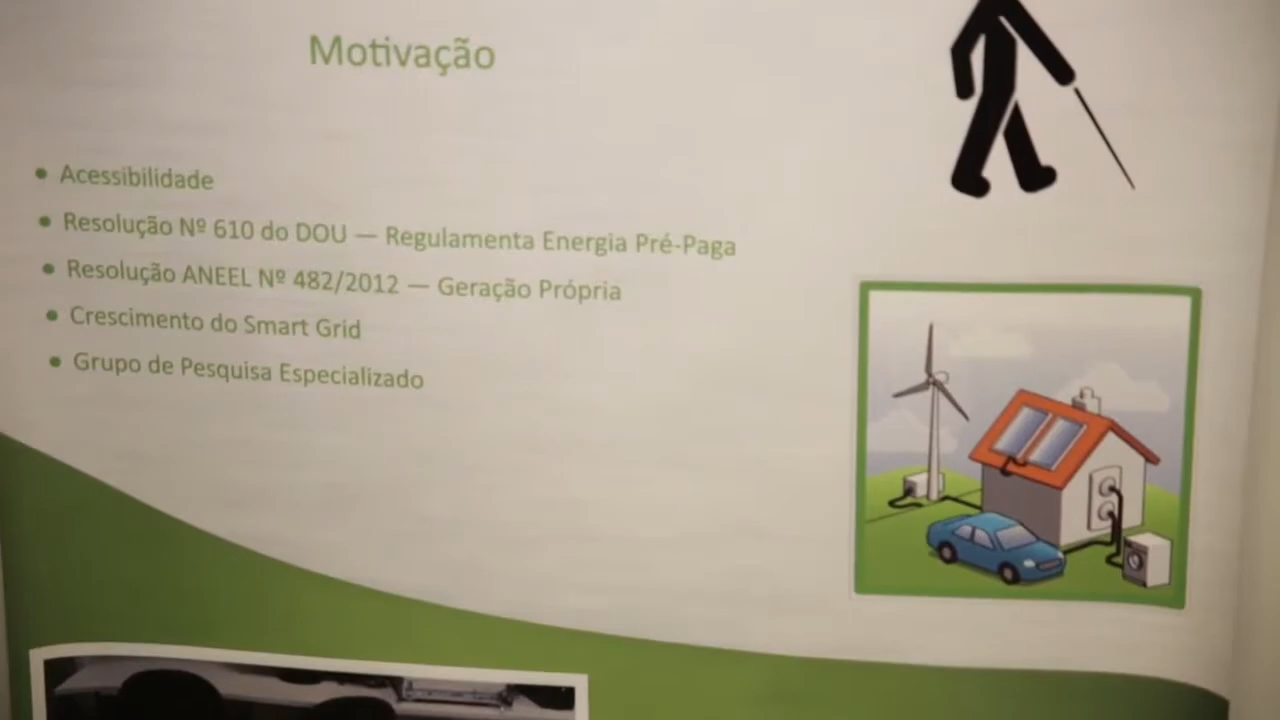 Motivação
• Acessibilidade
• Resolução Nº 610 do DOU — Regulamenta Energia Pré-Paga
• Resolução ANEEL Nº 482/2012 — Geração Própria
• Crescimento do Smart Grid
• Grupo de Pesquisa Especializado